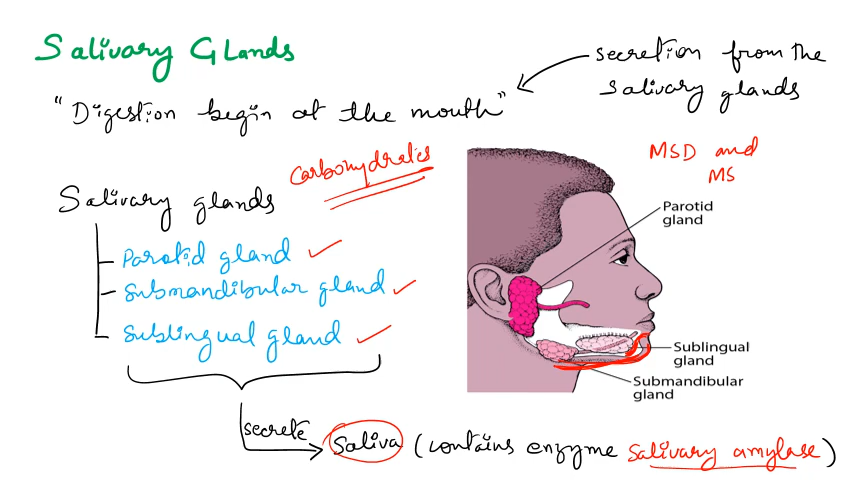 Salivary Glands
secretion from the
salivary glands
"Digestion begin at the mouth"
Carbohydrates
MSD and
MS
Salivary glands
Parotid gland
Submandibular gland
Sublingual gland
Parotid
gland
Sublingual
gland
Submandibular
gland
secrete
Saliva (contains enzyme salivary amylase)